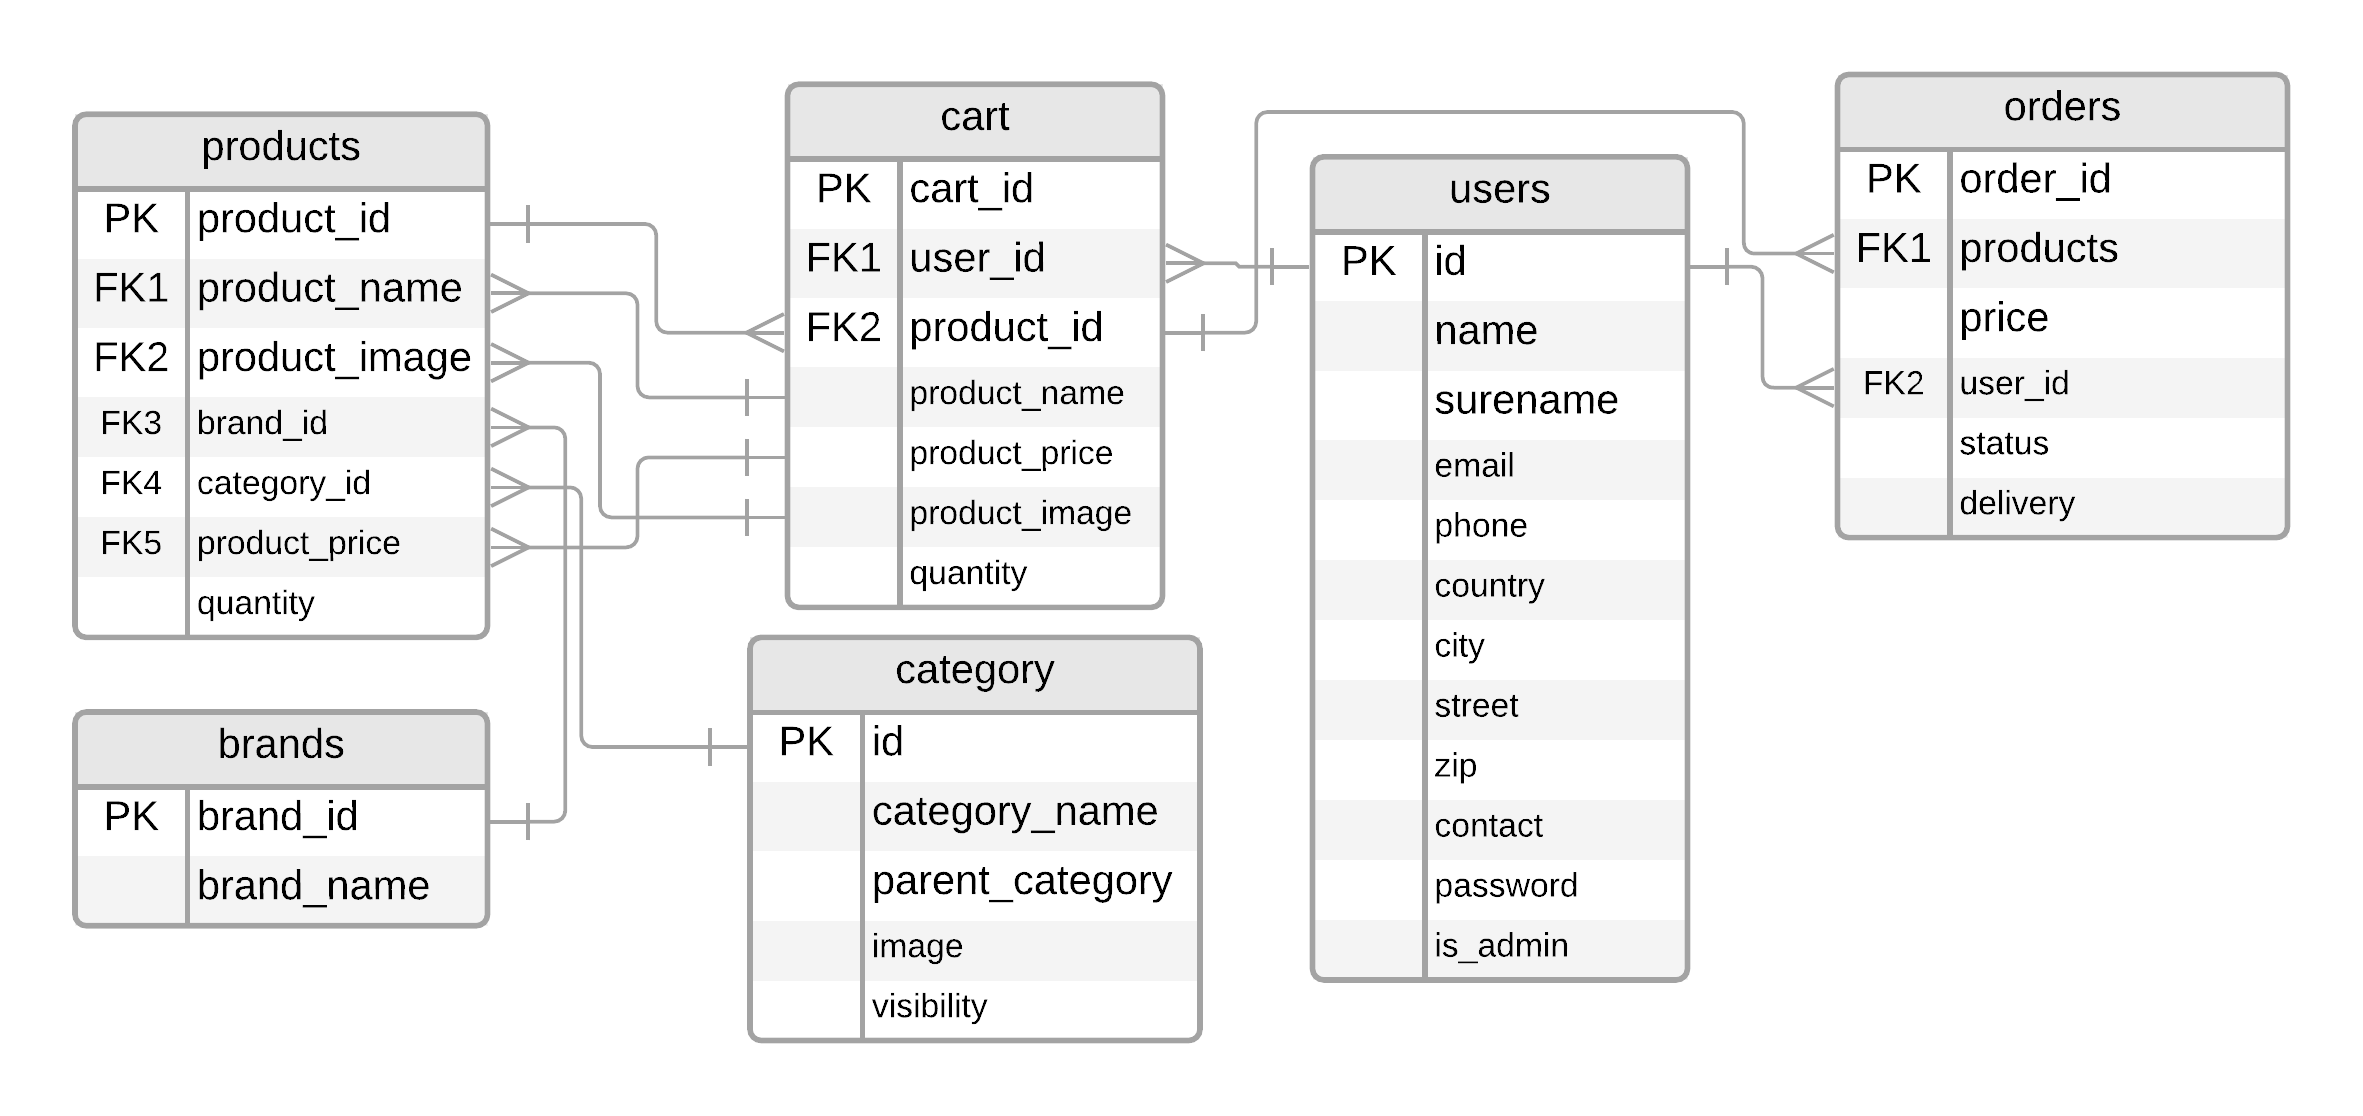 products
PK product_id
FK1 product_name
FK2 product_image
FK3 brand_id
FK4 category_id
FK5 product_price
quantity
brands
PK brand_id
brand_name
cart
PK cart_id
FK1 user_id
FK2 product_id
product_name
product_price
product_image
quantity
category
PK id
category_name
parent_category
image
visibility
users
PK id
name
surename
email
phone
country
city
street
zip
contact
password
is_admin
orders
PK order_id
FK1 products
price
FK2 user_id
status
delivery